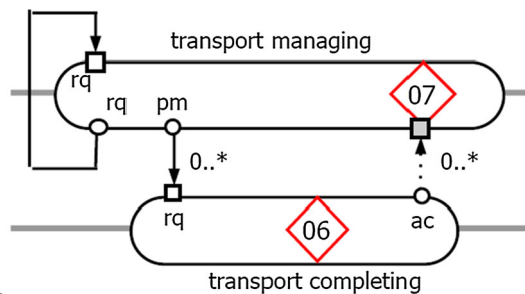 transport managing
rq
07
rq pm
0..* 0..*
rq
06
ac
transport completing